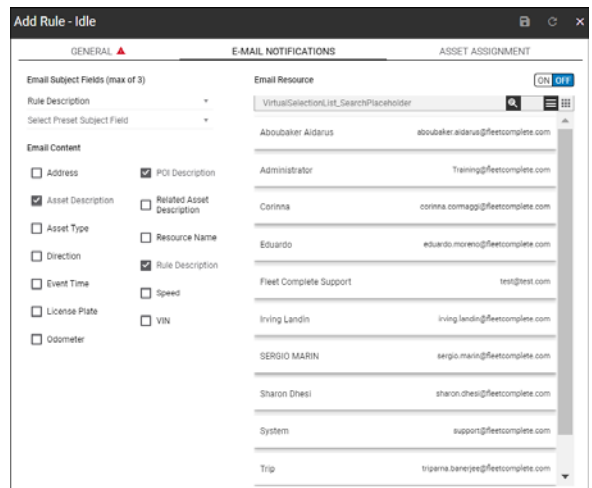 Add Rule - Idle
GENERAL
E-MAIL NOTIFICATIONS
ASSET ASSIGNMENT
Email Subject Fields (max of 3)
Rule Description
Select Preset Subject Field
Email Content
Address
POI Description
Asset Description
Related Asset
Description
Asset Type
Resource Name
Direction
Rule Description
Event Time
Speed
License Plate
VIN
Odometer
Email Resource
ON OFF
VirtualSelectionList_SearchPlaceholder
Aboubaker Aidarus aboubaker.aidarus@fleetcomplete.com
Administrator Training@fleetcomplete.com
Corinna corinna.cormaggi@fleetcomplete.com
Eduardo eduardo.moreno@fleetcomplete.com
Fleet Complete Support test@test.com
Irving Landin irving.landin@fleetcomplete.com
SERGIO MARIN sergio.marin@fleetcomplete.com
Sharon Dhesi sharon.dhesi@fleetcomplete.com
System support@fleetcomplete.com
Trip triparna.banerjee@fleetcomplete.com